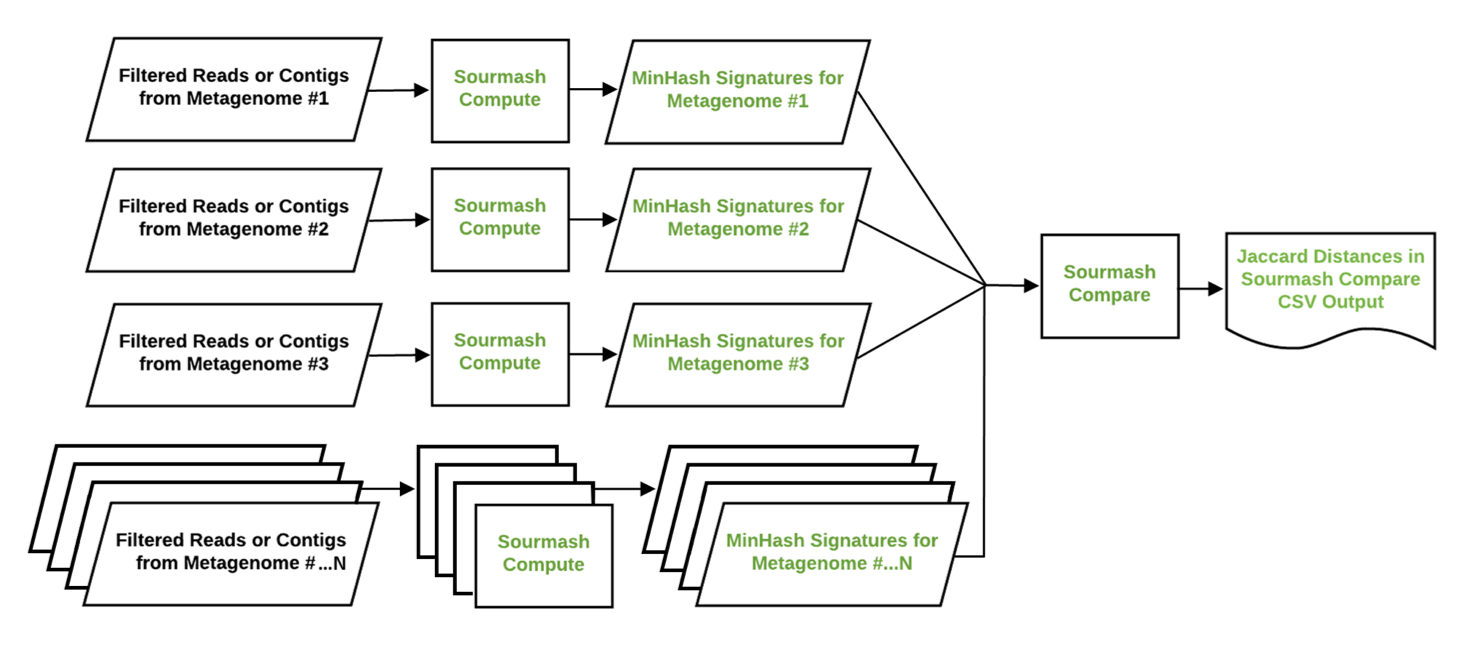 Filtered Reads or Contigs
from Metagenome #1
Sourmash
Compute
MinHash Signatures for
Metagenome #1
Filtered Reads or Contigs
from Metagenome #2
Sourmash
Compute
MinHash Signatures for
Metagenome #2
Filtered Reads or Contigs
from Metagenome #3
Sourmash
Compute
MinHash Signatures for
Metagenome #3
Filtered Reads or Contigs
from Metagenome #...N
Sourmash
Compute
MinHash Signatures for
Metagenome #...N
Sourmash
Compare
Jaccard Distances in
Sourmash Compare
CSV Output